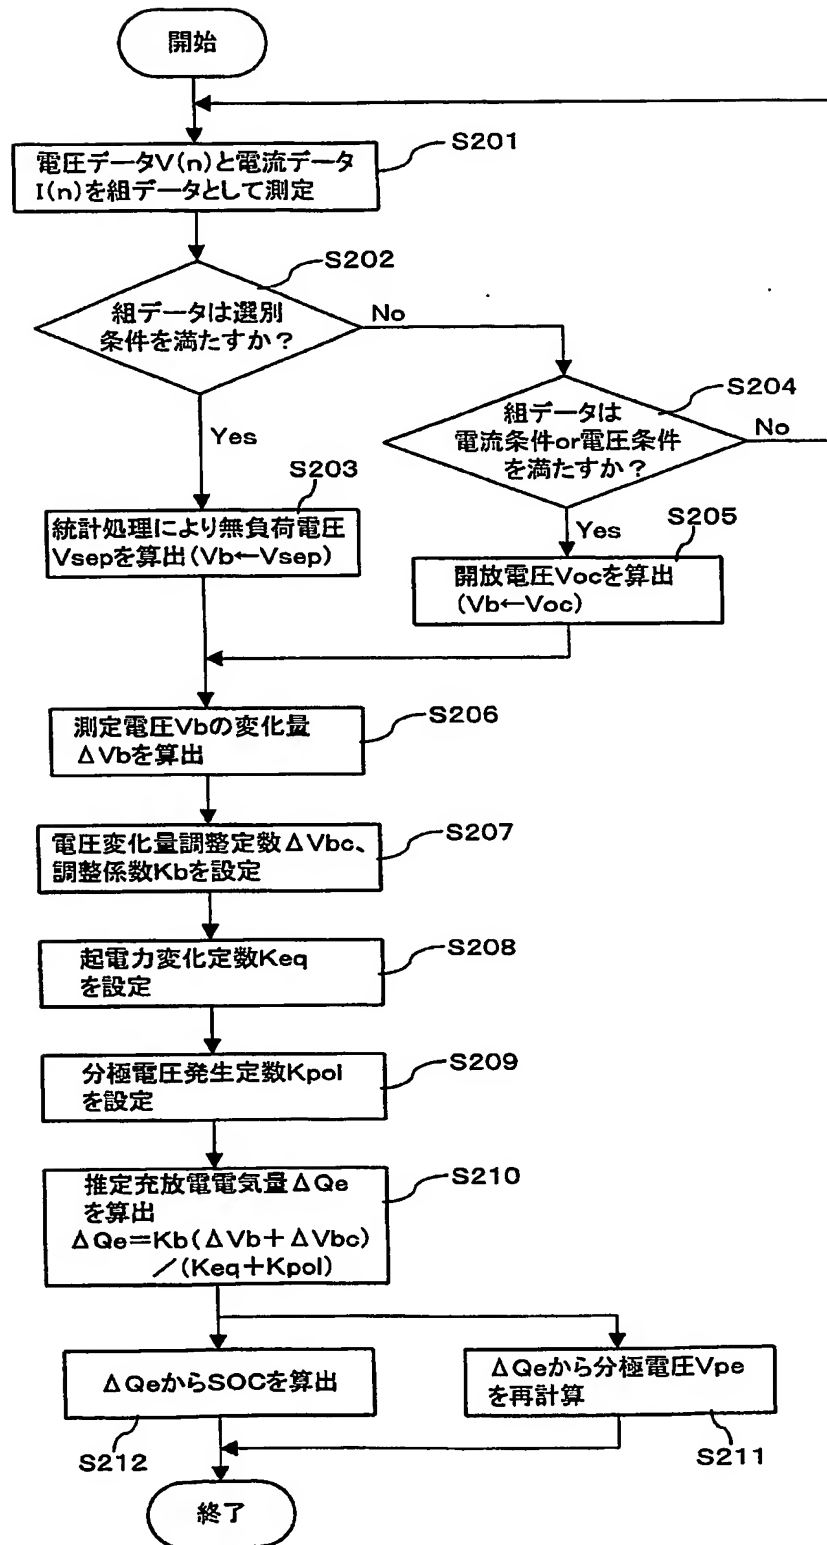 開始
電圧データV(n)と電流データ
I(n)を組データとして測定
S201
組データは選別
条件を満たすか?
S202
No
Yes
組データは
電流条件or電圧条件
を満たすか?
S204
No
Yes
S203
統計処理により無負荷電圧
Vsepを算出(Vb←Vsep)
S205
開放電圧Vocを算出
(Vb←Voc)
測定電圧Vbの変化量
ΔVbを算出
S206
電圧変化量調整定数ΔVbc、
調整係数Kbを設定
S207
起電力変化定数Keq
を設定
S208
分極電圧発生定数Kpol
を設定
S209
推定充放電電気量ΔQe
を算出
ΔQe=Kb(ΔVb+ΔVbc)
/(Keq+Kpol)
S210
ΔQeからSOCを算出
S212
ΔQeから分極電圧Vpe
を再計算
S211
終了